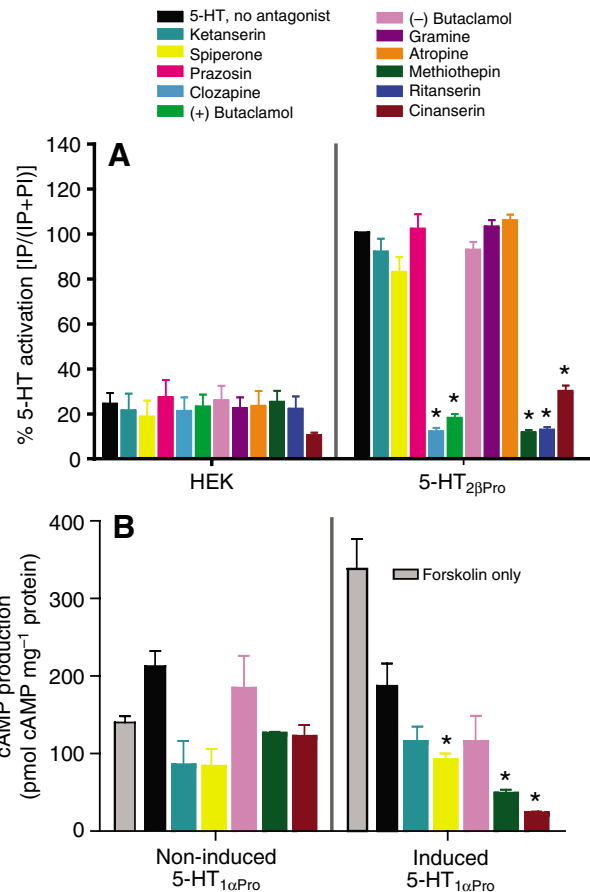 5-HT, no antagonist
Ketanserin
Spiperone
Prazosin
Clozapine
(+) Butaclamol
(–) Butaclamol
Gramine
Atropine
Methiothepin
Ritanserin
Cinanserin
A
% 5-HT activation [IP/(IP+PI)]
140
120
100
80
60
40
20
0
* * * * *
HEK
5-HT2βPro
B
cAMP production
(pmol cAMP mg–1 protein)
400
300
200
100
0
Forskolin only
* * *
Non-induced
5-HT1αPro
Induced
5-HT1αPro